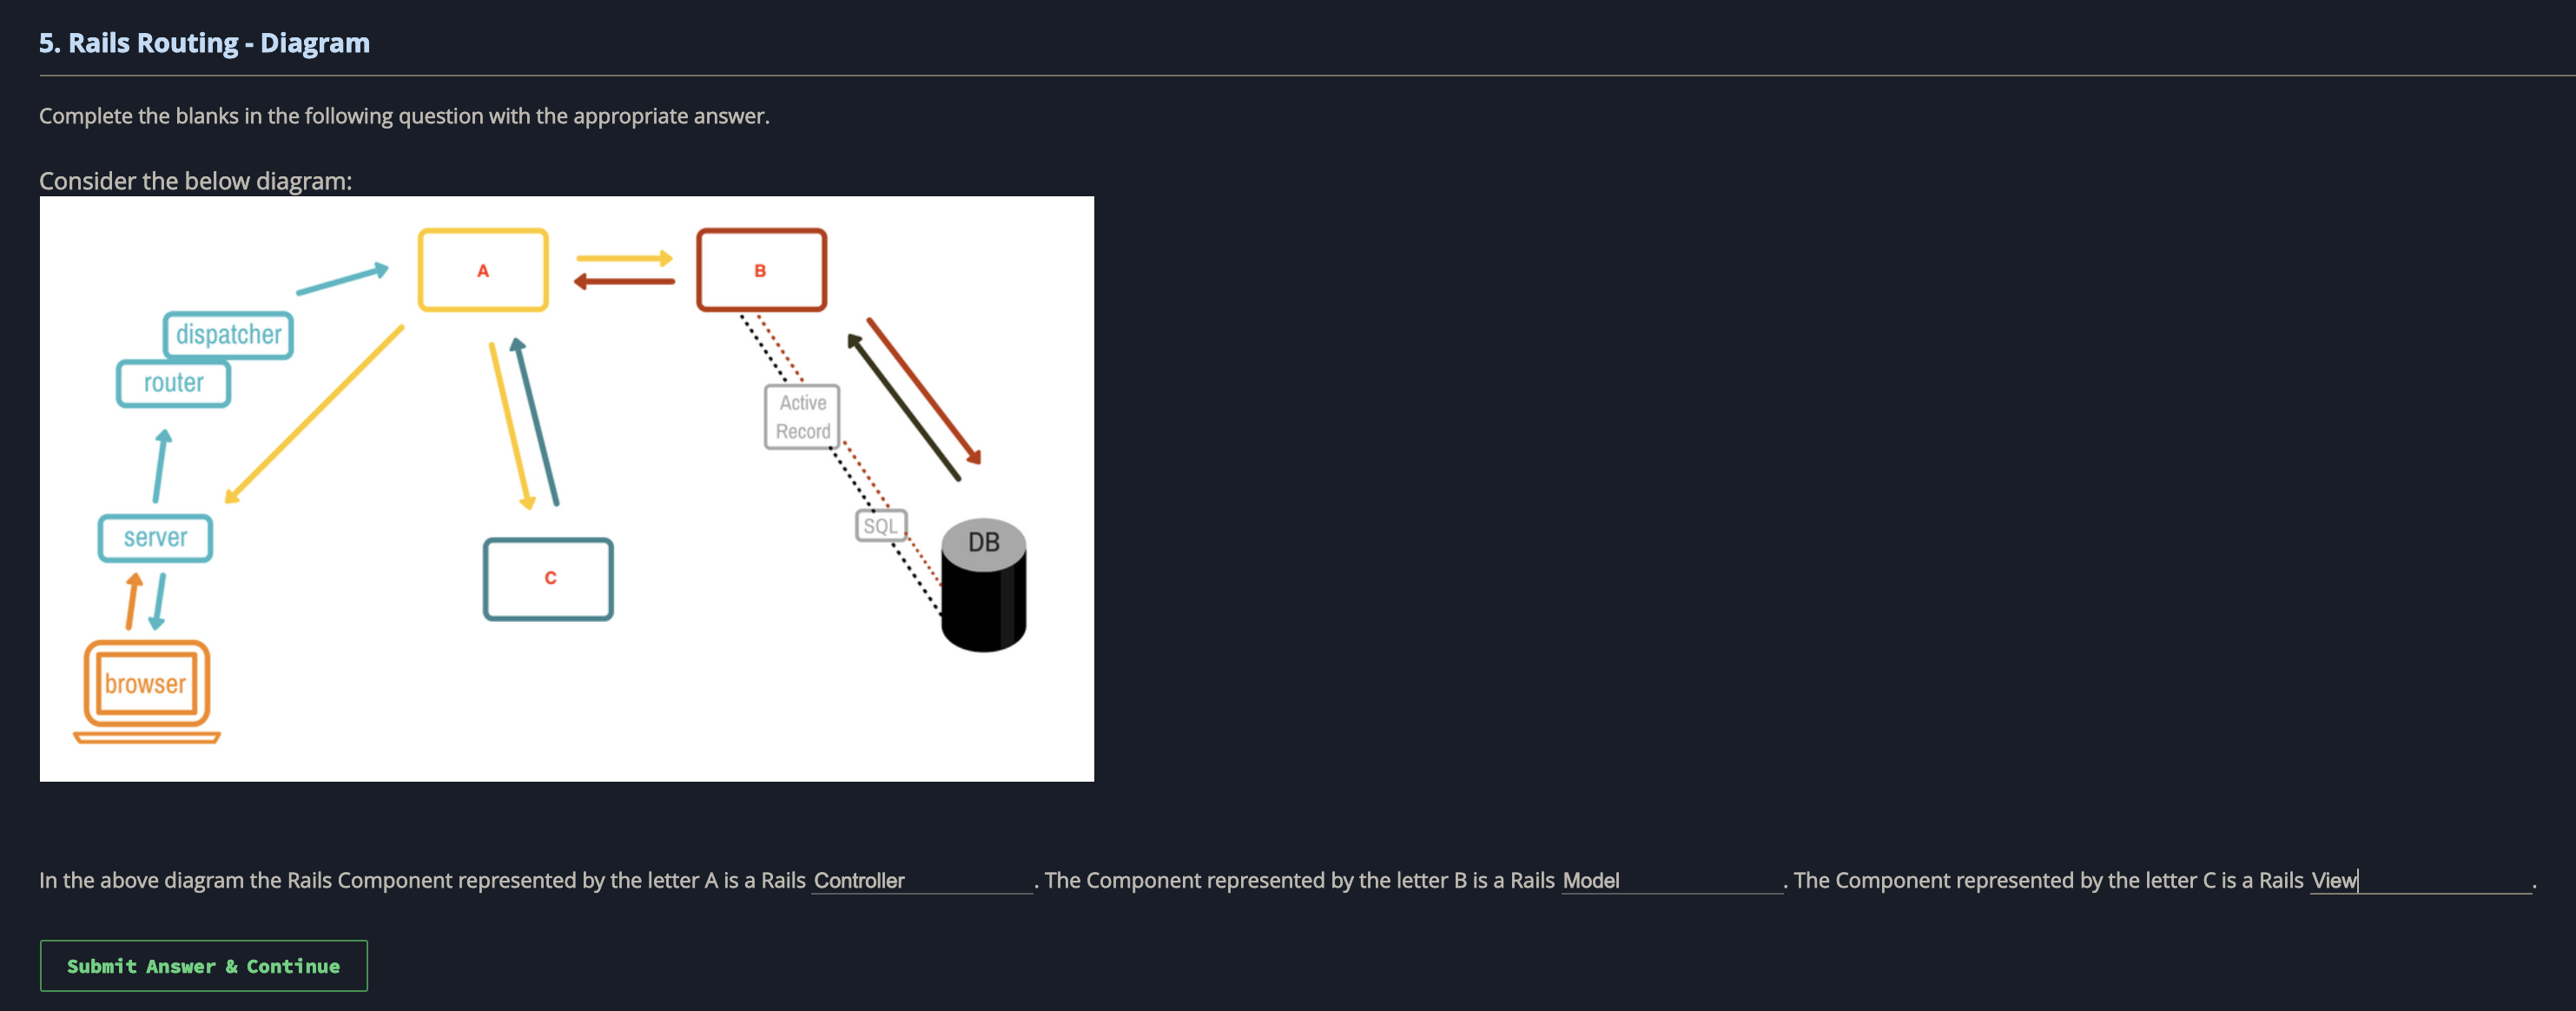 5. Rails Routing - Diagram
Complete the blanks in the following question with the appropriate answer.
Consider the below diagram:
A
B
dispatcher
router
Active
Record
server
SQL
DB
C
browser
In the above diagram the Rails Component represented by the letter A is a Rails Controller. The Component represented by the letter B is a Rails Model. The Component represented by the letter C is a Rails View.
Submit Answer & Continue